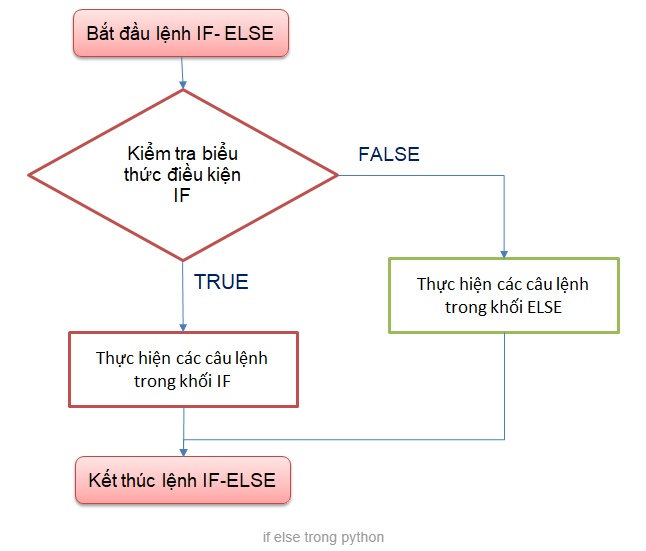 Bắt đầu lệnh IF- ELSE
Kiểm tra biểu
thức điều kiện
IF
FALSE
TRUE
Thực hiện các câu lệnh
trong khối ELSE
Thực hiện các câu lệnh
trong khối IF
Kết thúc lệnh IF-ELSE
if else trong python